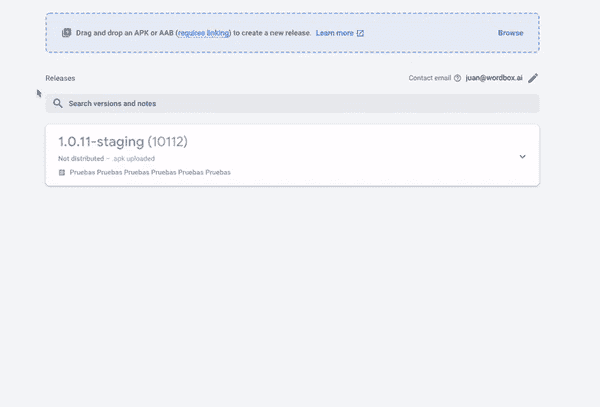 Drag and drop an APK or AAB (requires linking) to create a new release. Learn more Browse
Releases Contact email juan@wordbox.ai
Search versions and notes
1.0.11-staging (10112)
Not distributed – .apk uploaded
Pruebas Pruebas Pruebas Pruebas Pruebas Pruebas